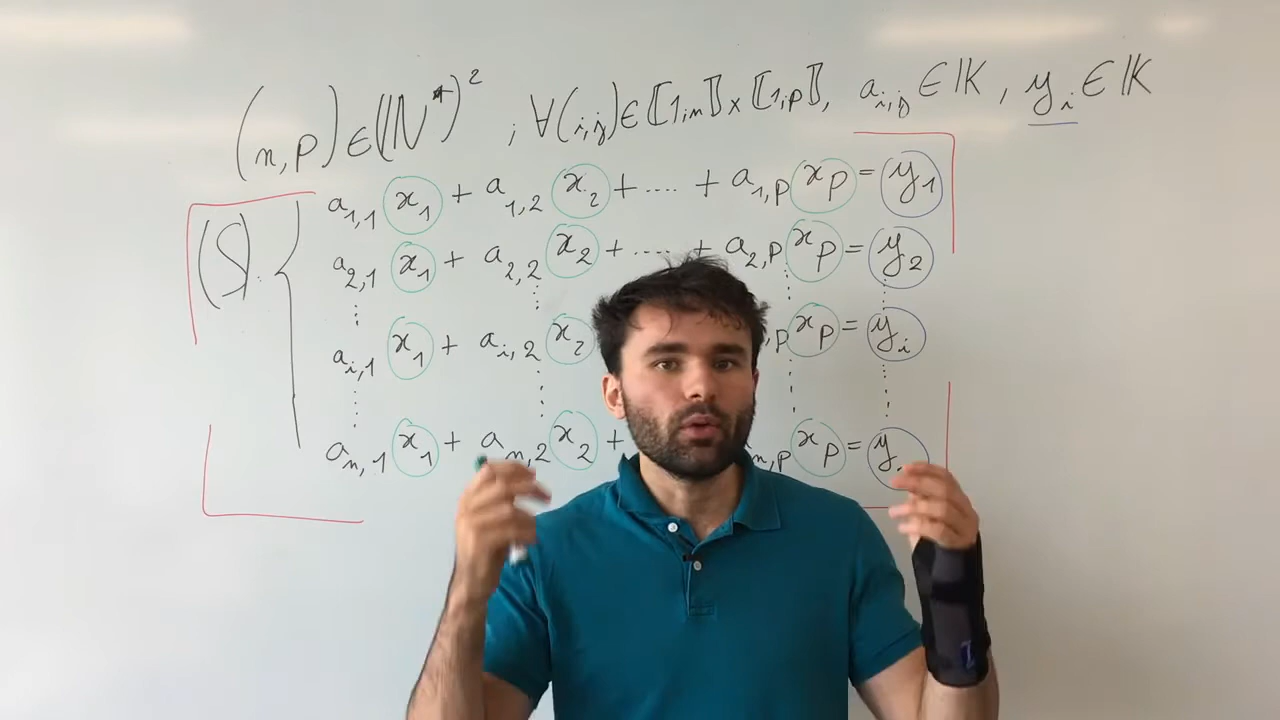 (n,p) ∈ (ℕ*)² ; ∀(i,j) ∈ ⟦1;n⟧ × ⟦1;p⟧, a_{i,j} ∈ 𝕂, y_i ∈ 𝕂
a_{1,1} x_1 + a_{1,2} x_2 + .... + a_{1,p} x_p = y_1
(S): { a_{2,1} x_1 + a_{2,2} x_2 + .... + a_{2,p} x_p = y_2
a_{i,1} x_1 + a_{i,2} x_2 ,p x_p = y_i
a_{n,1} x_1 + a_{n,2} x_2 + n,p x_p = y